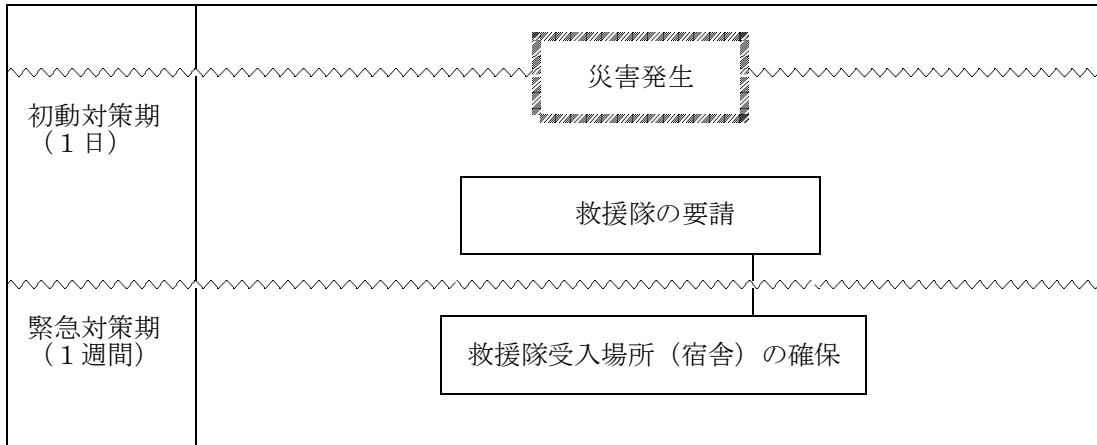 災害発生
初動対策期
（１日）
救援隊の要請
緊急対策期
（１週間）
救援隊受入場所（宿舎）の確保